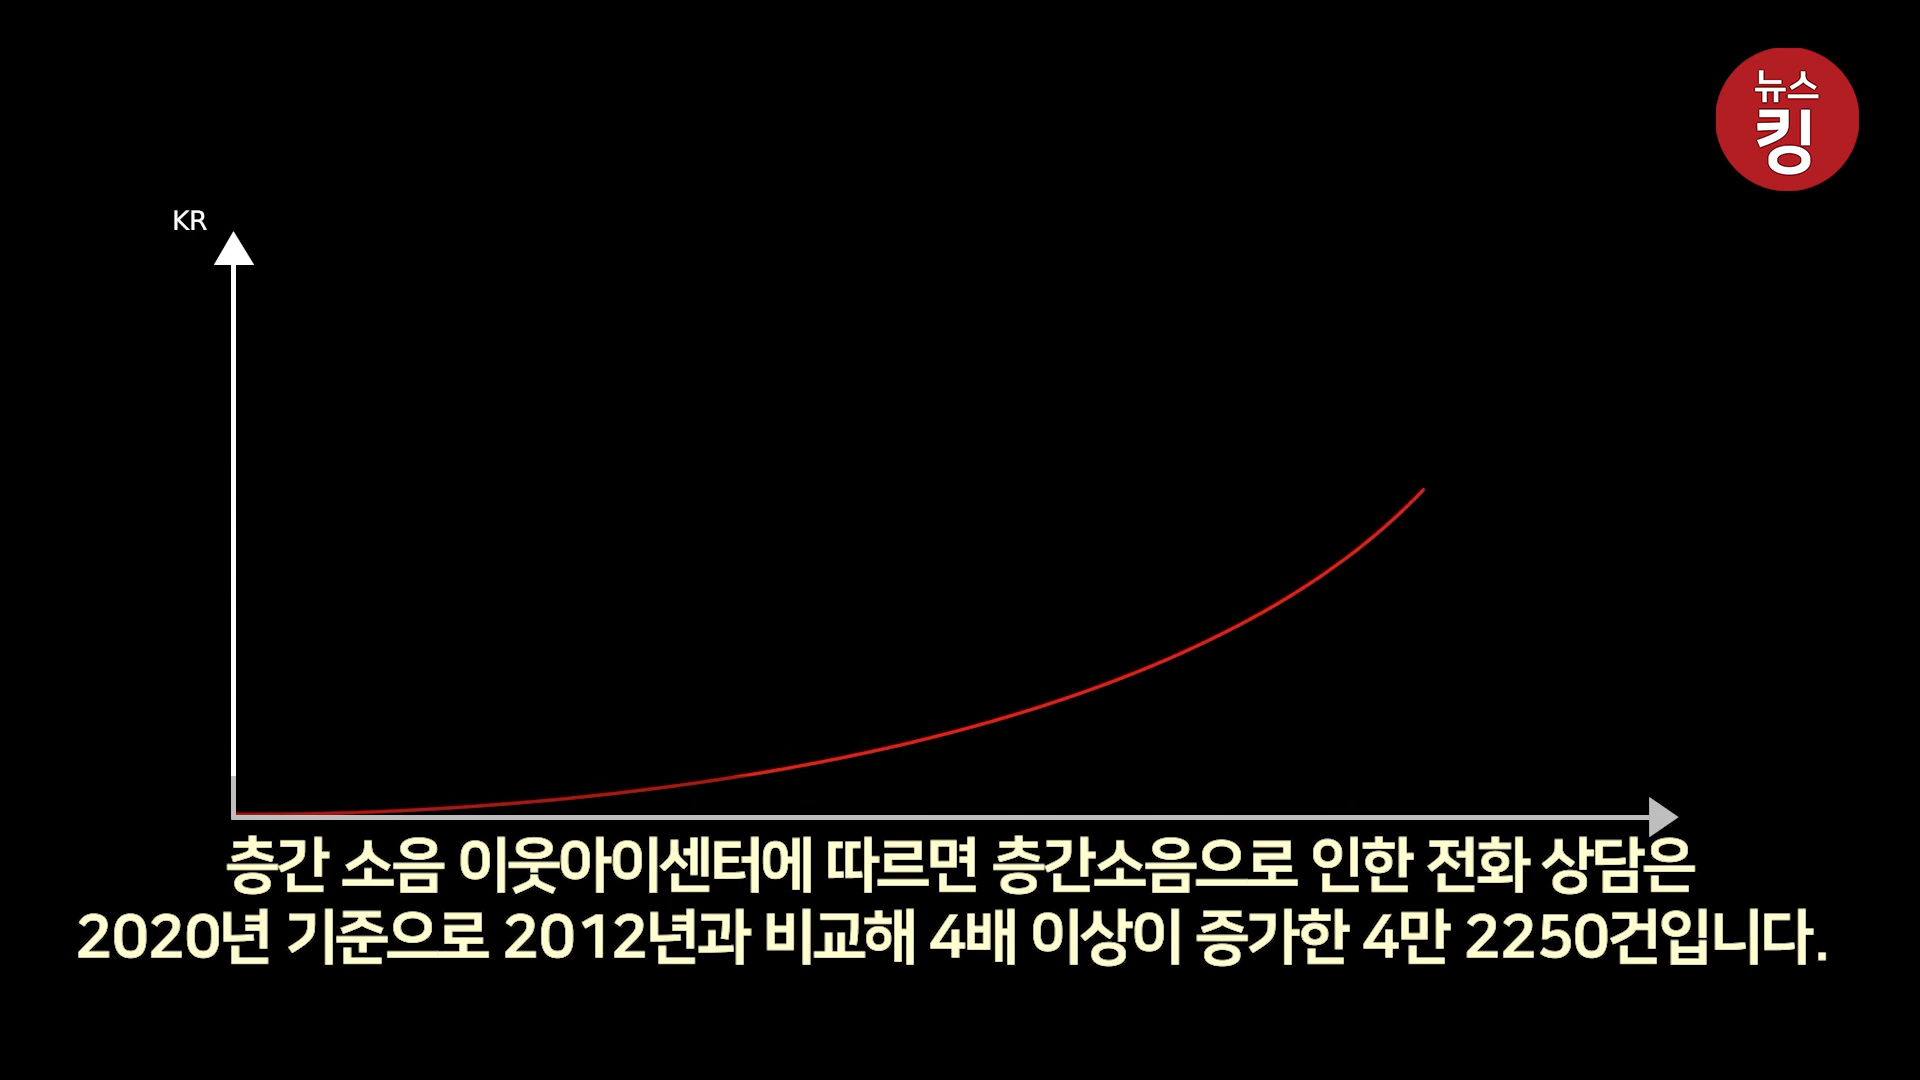 뉴스
킹
KR
층간 소음 이웃아이센터에 따르면 층간소음으로 인한 전화 상담은
2020년 기준으로 2012년과 비교해 4배 이상이 증가한 4만 2250건입니다.